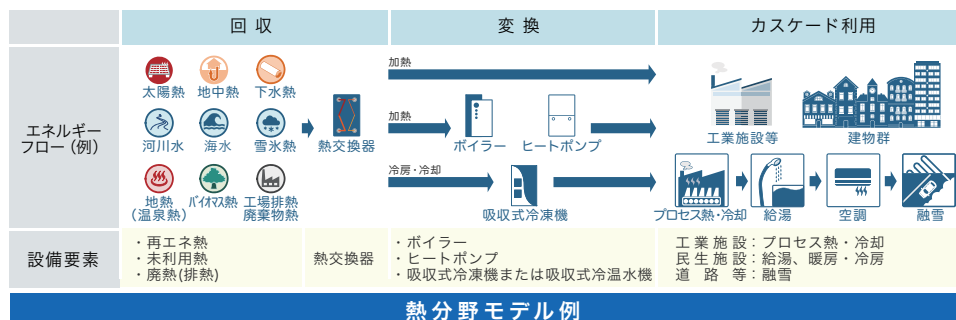 回収
変換
カスケード利用
エネルギー
フロー(例)
太陽熱
地中熱
下水熱
河川水
海水
雪氷熱
地熱
(温泉熱)
バイオマス熱
工場排熱
廃棄物熱
熱交換器
加熱
加熱
ボイラー
ヒートポンプ
冷房・冷却
吸収式冷凍機
工業施設等
建物群
プロセス熱・冷却
給湯
空調
融雪
設備要素
・再エネ熱
・未利用熱
・廃熱(排熱)
熱交換器
・ボイラー
・ヒートポンプ
・吸収式冷凍機または吸収式冷温水機
工業施設:プロセス熱・冷却
民生施設:給湯、暖房・冷房
道路等:融雪
熱分野モデル例